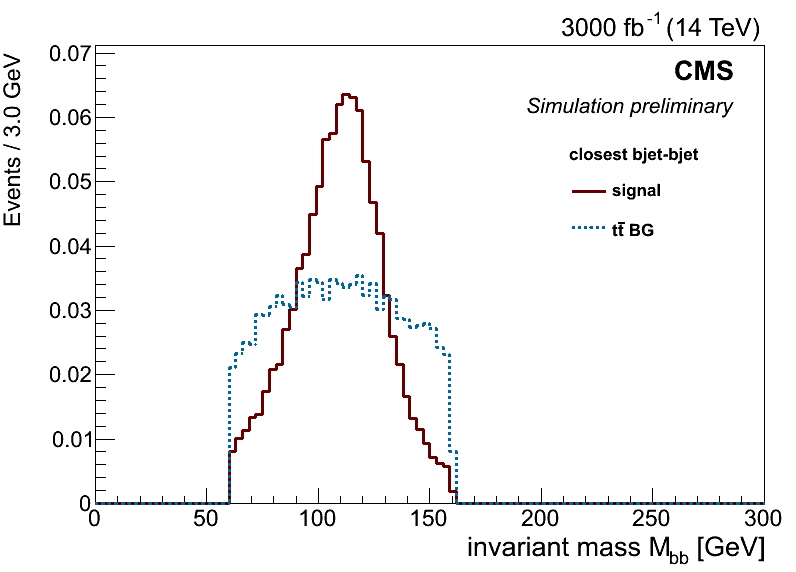 3000 fb-1 (14 TeV)
CMS
Simulation preliminary
closest bjet-bjet
signal
tt̄ BG
Events / 3.0 GeV
0.07
0.06
0.05
0.04
0.03
0.02
0.01
0
0 50 100 150 200 250 300
invariant mass Mbb [GeV]